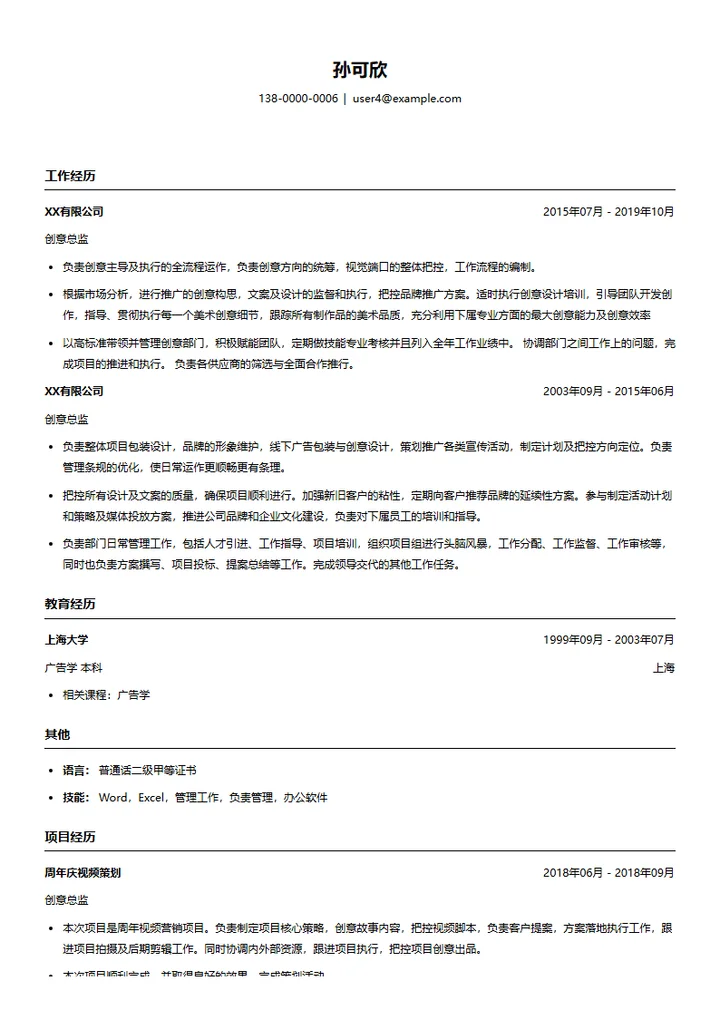 孙可欣
138-0000-0006 | user4@example.com
工作经历
XX有限公司 2015年07月 - 2019年10月
创意总监
• 负责创意主导及执行的全流程运作，负责创意方向的统筹，视觉端口的整体把控，工作流程的编制。
• 根据市场分析，进行推广的创意构思，文案及设计的监督和执行，把控品牌推广方案。适时执行创意设计培训，引导团队开发创
作，指导、贯彻执行每一个美术创意细节，跟踪所有制作品的美术品质，充分利用下属专业方面的最大创意能力及创意效率
• 以高标准带领并管理创意部门，积极赋能团队，定期做技能专业考核并且列入全年工作业绩中。 协调部门之间工作上的问题，完
成项目的推进和执行。 负责各供应商的筛选与全面合作推行。
XX有限公司 2003年09月 - 2015年06月
创意总监
• 负责整体项目包装设计，品牌的形象维护，线下广告包装与创意设计，策划推广各类宣传活动，制定计划及把控方向定位。负责
管理条规的优化，使日常运作更顺畅更有条理。
• 把控所有设计及文案的质量，确保项目顺利进行。加强新旧客户的粘性，定期向客户推荐品牌的延续性方案。参与制定活动计划
和策略及媒体投放方案，推进公司品牌和企业文化建设，负责对下属员工的培训和指导。
• 负责部门日常管理工作，包括人才引进、工作指导、项目培训，组织项目组进行头脑风暴，工作分配、工作监督、工作审核等，
同时也负责方案撰写、项目投标、提案总结等工作。完成领导交代的其他工作任务。
教育经历
上海大学 1999年09月 - 2003年07月
广告学 本科 上海
• 相关课程：广告学
其他
• 语言： 普通话二级甲等证书
• 技能： Word，Excel，管理工作，负责管理，办公软件
项目经历
周年庆视频策划 2018年06月 - 2018年09月
创意总监
• 本次项目是周年视频营销项目。负责制定项目核心策略，创意故事内容，把控视频脚本，负责客户提案，方案落地执行工作，跟
进项目拍摄及后期剪辑工作。同时协调内外部资源，跟进项目执行，把控项目创意出品。
• 本次项目顺利完成，并取得良好的效果，完成策划活动